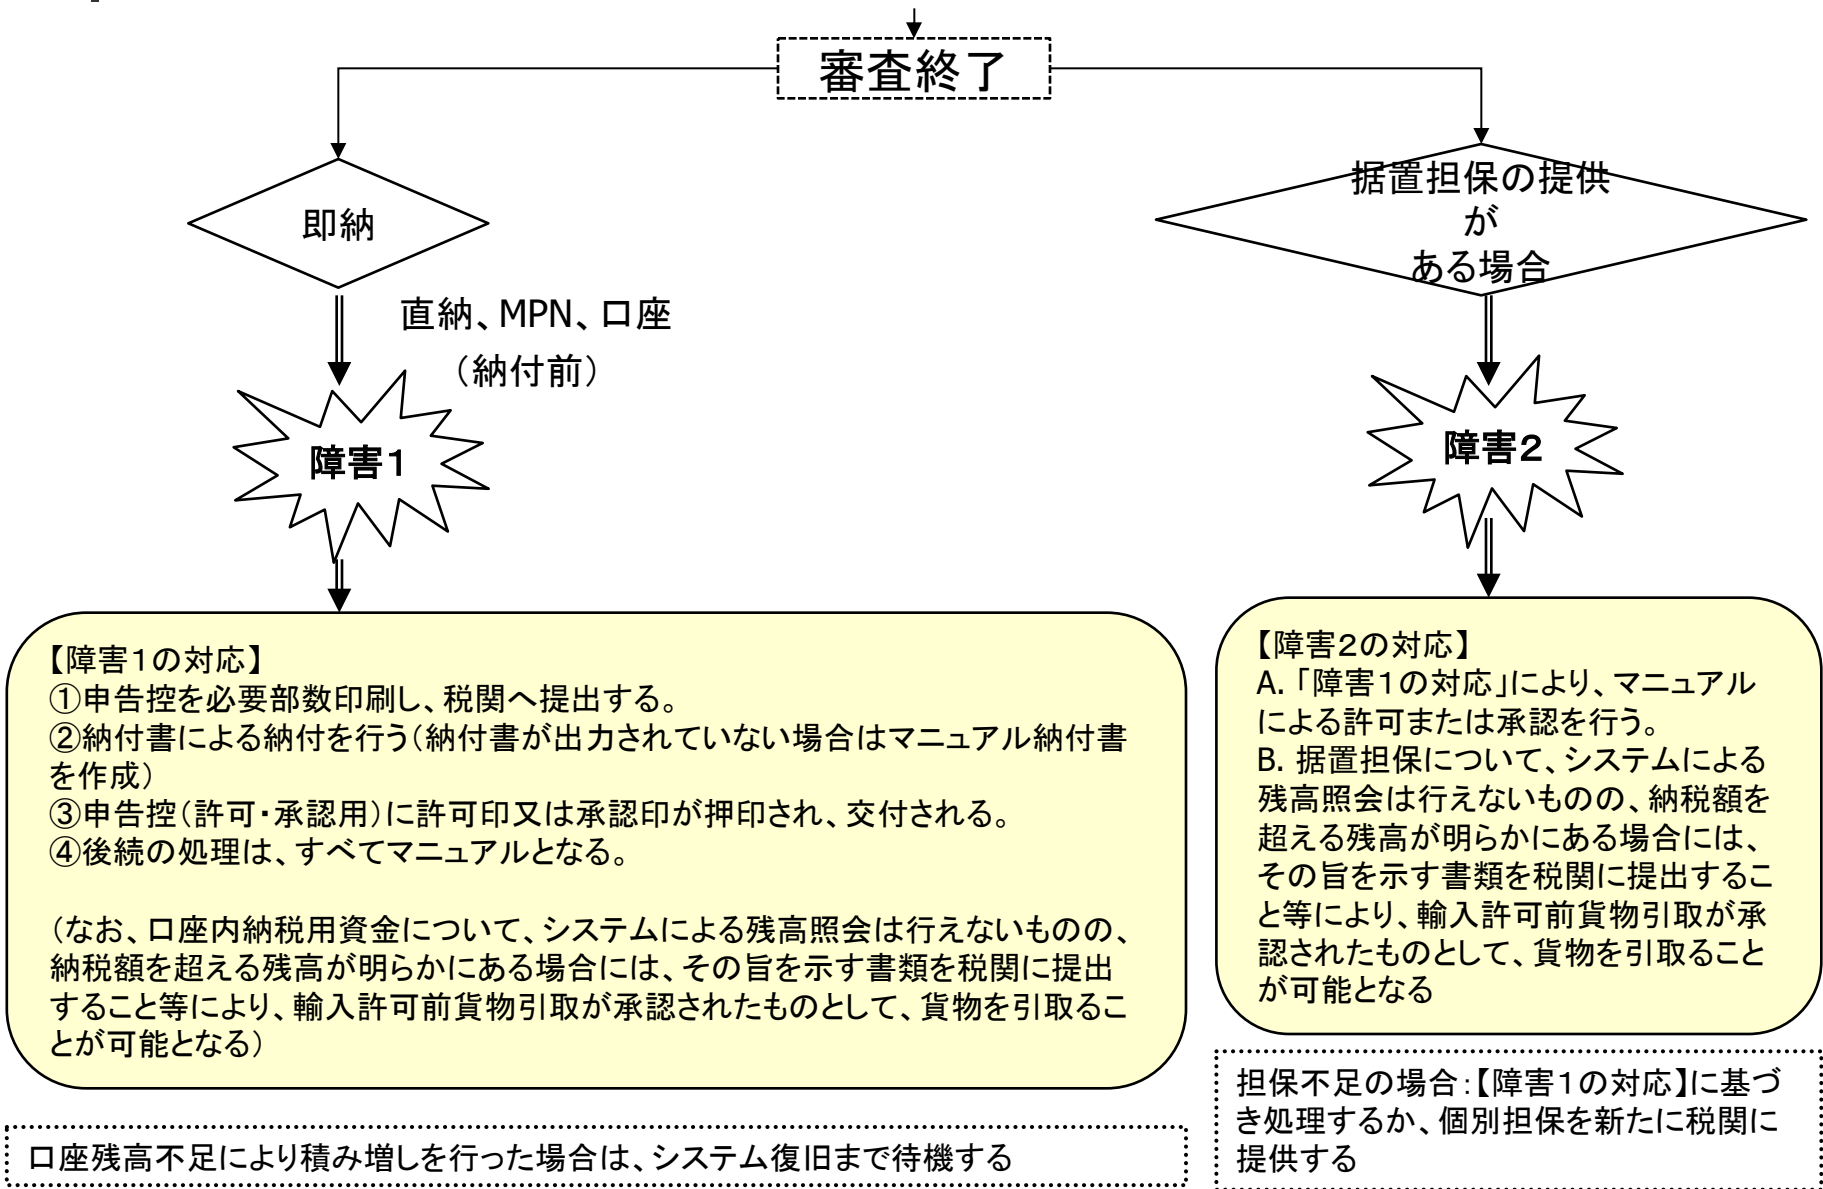 審査終了
即納
直納、MPN、口座
（納付前）
障害１
【障害１の対応】
①申告控を必要部数印刷し、税関へ提出する。
②納付書による納付を行う（納付書が出力されていない場合はマニュアル納付書
を作成）
③申告控（許可・承認用）に許可印又は承認印が押印され、交付される。
④後続の処理は、すべてマニュアルとなる。
（なお、口座内納税用資金について、システムによる残高照会は行えないものの、
納税額を超える残高が明らかにある場合には、その旨を示す書類を税関に提出
すること等により、輸入許可前貨物引取が承認されたものとして、貨物を引取るこ
とが可能となる）
口座残高不足により積み増しを行った場合は、システム復旧まで待機する
据置担保の提供
が
ある場合
障害２
【障害２の対応】
A. 「障害１の対応」により、マニュアル
による許可または承認を行う。
B. 据置担保について、システムによる
残高照会は行えないものの、納税額を
超える残高が明らかにある場合には、
その旨を示す書類を税関に提出するこ
と等により、輸入許可前貨物引取が承
認されたものとして、貨物を引取ること
が可能となる
担保不足の場合：【障害１の対応】に基づ
き処理するか、個別担保を新たに税関に
提供する